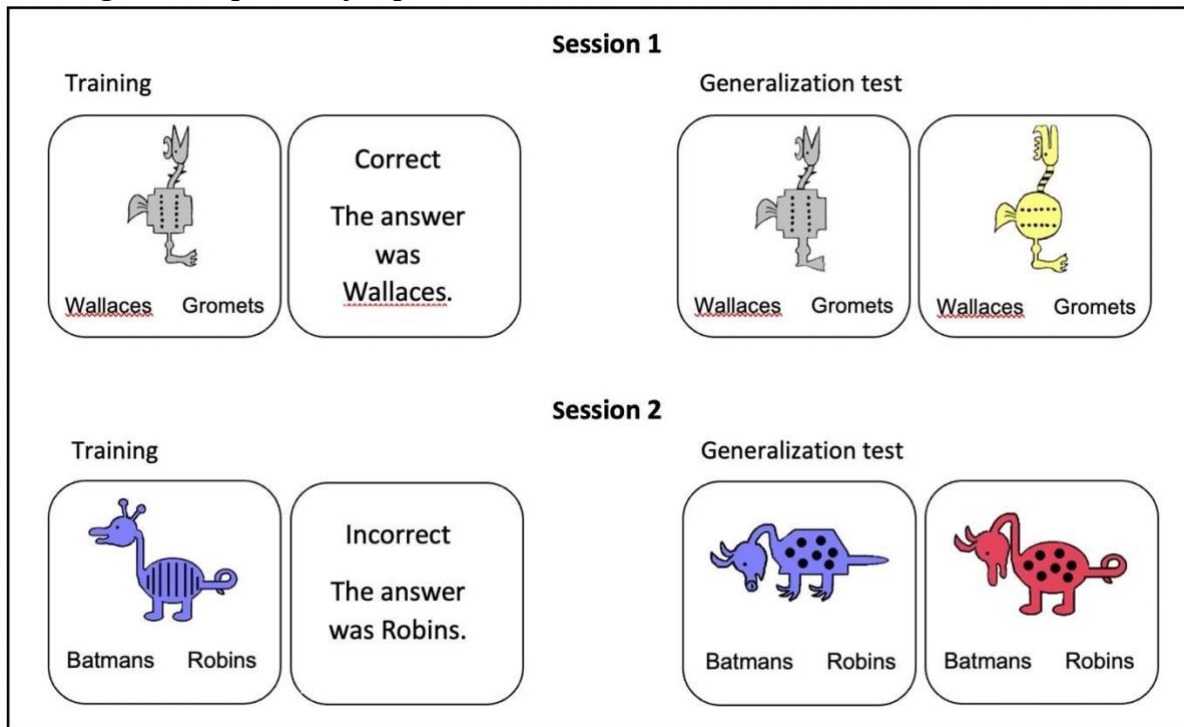 Session 1
Training
Generalization test
Wallaces Gromets
Correct
The answer
was
Wallaces.
Wallaces Gromets
Wallaces Gromets
Session 2
Training
Generalization test
Batmans Robins
Incorrect
The answer
was Robins.
Batmans Robins
Batmans Robins